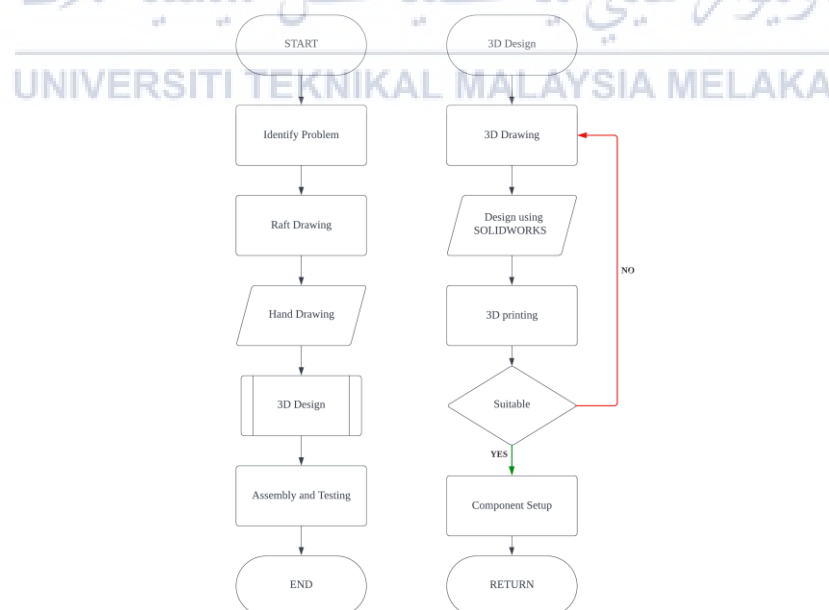 UNIVERSITI TEKNIKAL MALAYSIA MELAKA
START
Identify Problem
Raft Drawing
Hand Drawing
3D Design
Assembly and Testing
END
3D Design
3D Drawing
Design using
SOLIDWORKS
3D printing
Suitable
NO
YES
Component Setup
RETURN